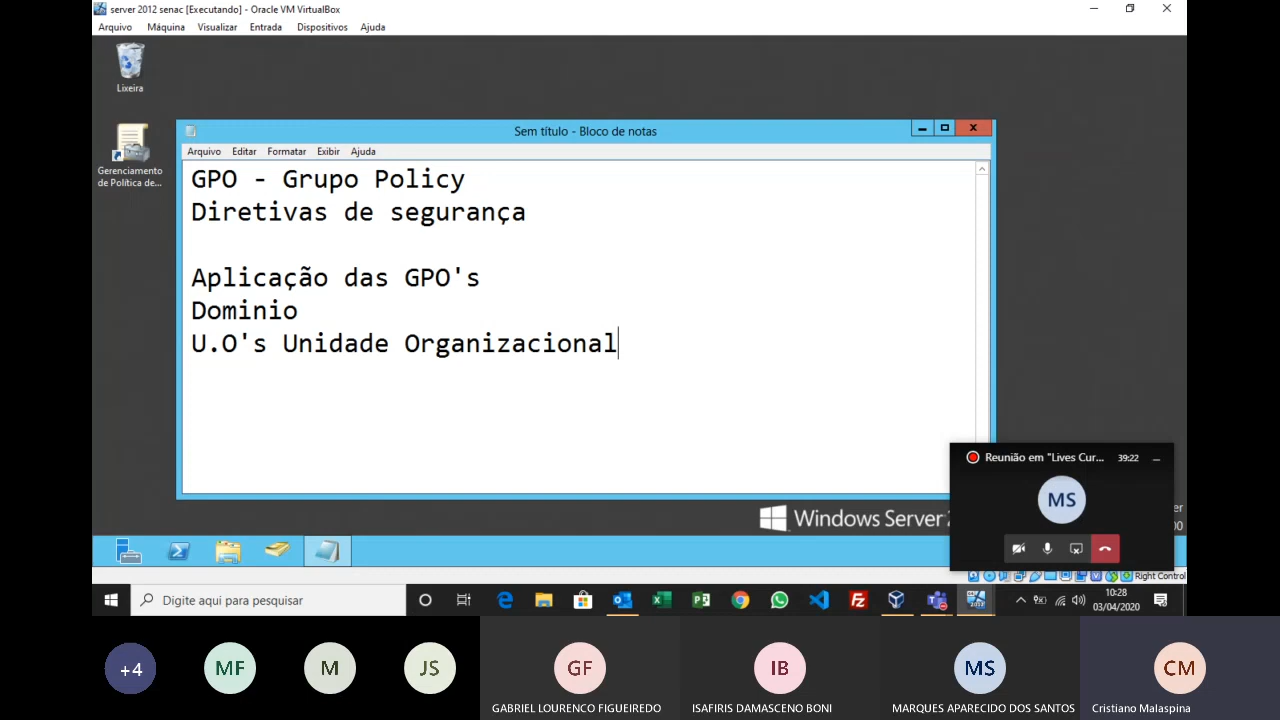 server 2012 senac [Executando] - Oracle VM VirtualBox
Arquivo Máquina Visualizar Entrada Dispositivos Ajuda
Lixeira
Gerenciamento
de Política de...
Sem título - Bloco de notas
Arquivo Editar Formatar Exibir Ajuda
GPO - Grupo Policy
Diretivas de segurança
Aplicação das GPO's
Dominio
U.O's Unidade Organizacional
Reunião em "Lives Cur... 39:22
MS
Windows Server 2
Right Control
Digite aqui para pesquisar
10:28
03/04/2020
+4 MF M JS GF IB MS CM
GABRIEL LOURENCO FIGUEIREDO ISAFIRIS DAMASCENO BONI MARQUES APARECIDO DOS SANTOS Cristiano Malaspina